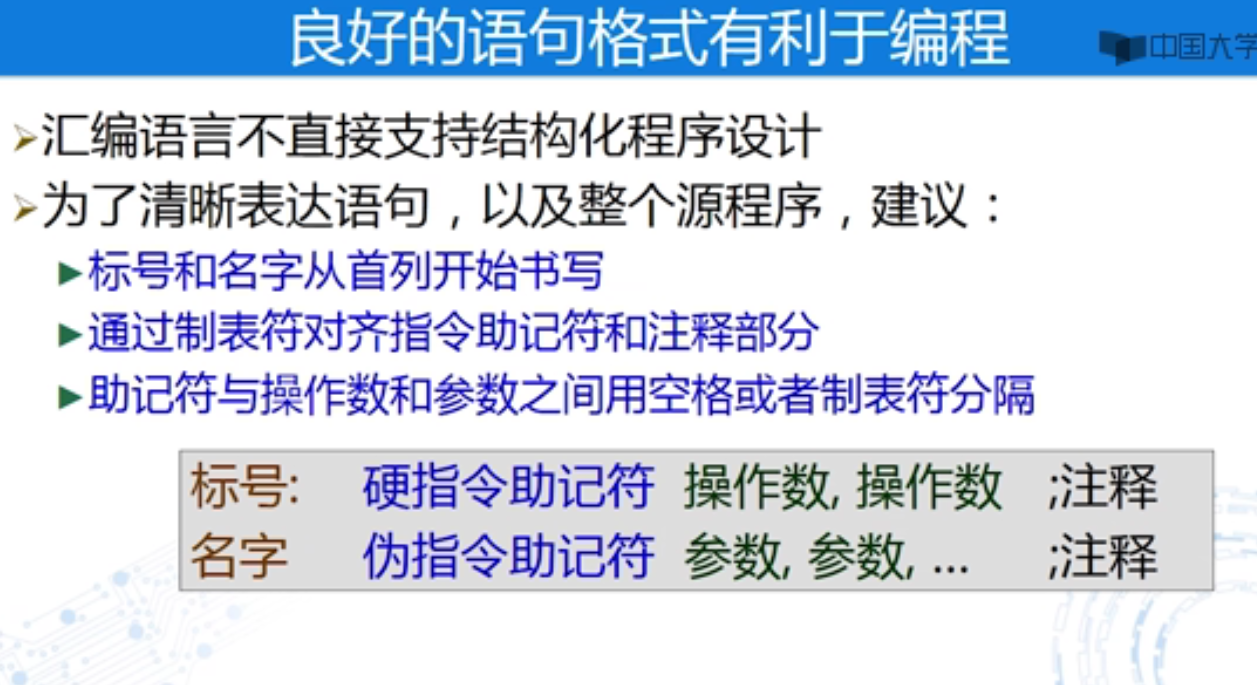 良好的语句格式有利于编程
中国大学
汇编语言不直接支持结构化程序设计
为了清晰表达语句，以及整个源程序，建议：
标号和名字从首列开始书写
通过制表符对齐指令助记符和注释部分
助记符与操作数和参数之间用空格或者制表符分隔
标号: 硬指令助记符 操作数, 操作数 ;注释
名字 伪指令助记符 参数, 参数, … ;注释